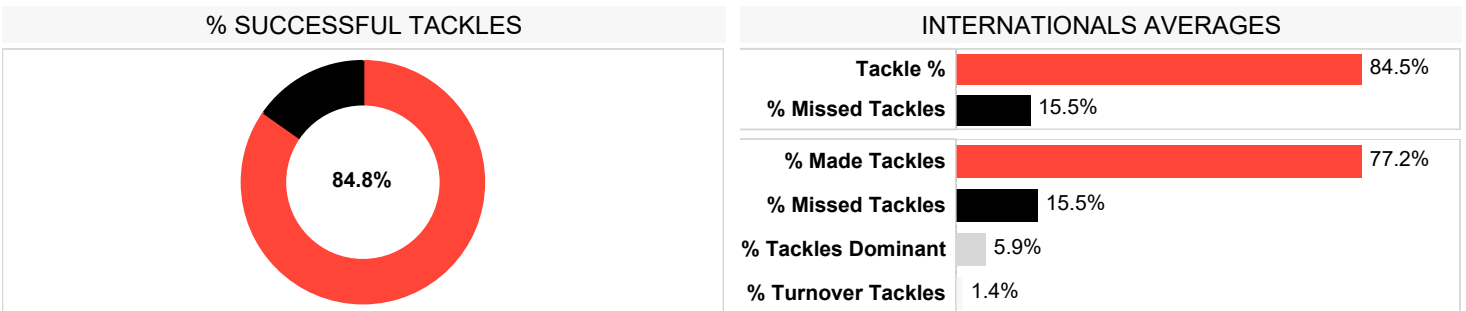 % SUCCESSFUL TACKLES
84.8%
INTERNATIONALS AVERAGES
Tackle % 84.5%
% Missed Tackles 15.5%
% Made Tackles 77.2%
% Missed Tackles 15.5%
% Tackles Dominant 5.9%
% Turnover Tackles 1.4%